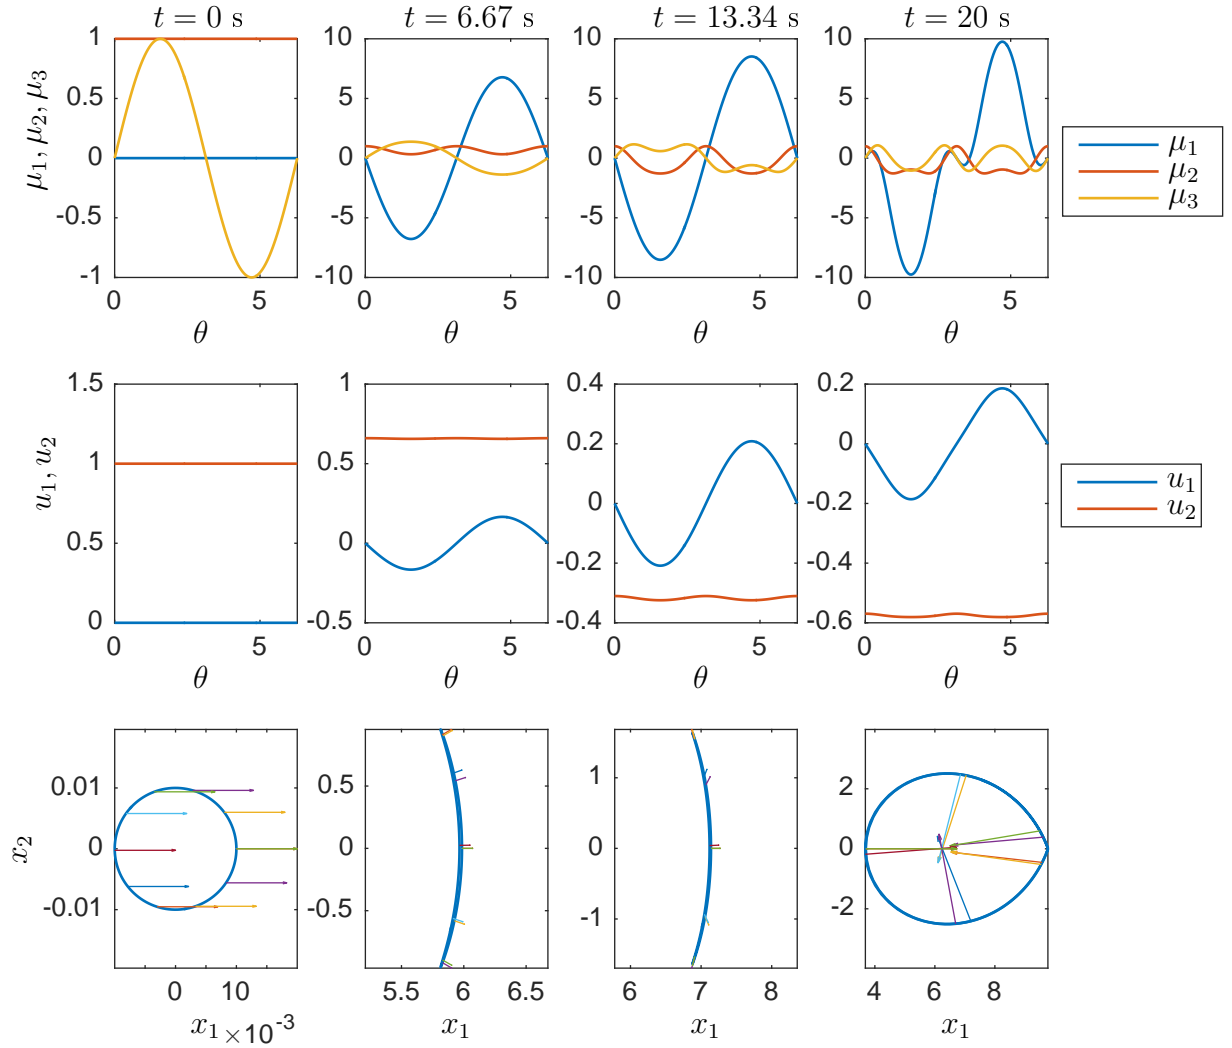 t = 0 s t = 6.67 s t = 13.34 s t = 20 s
μ₁, μ₂, μ₃
1 0.5 0 -0.5 -1
10 5 0 -5 -10
10 5 0 -5 -10
10 5 0 -5 -10
0 5 0 5 0 5 0 5
θ θ θ θ
μ₁
μ₂
μ₃
u₁, u₂
1.5 1 0.5 0
1 0.5 0 -0.5
0.4 0.2 0 -0.2 -0.4
0.2 0 -0.2 -0.4 -0.6
0 5 0 5 0 5 0 5
θ θ θ θ
u₁
u₂
x₂
0.01 0 -0.01
0.5 0 -0.5
1 0 -1
2 0 -2
0 10 5.5 6 6.5 6 7 8 4 6 8
x₁ ×10⁻³ x₁ x₁ x₁